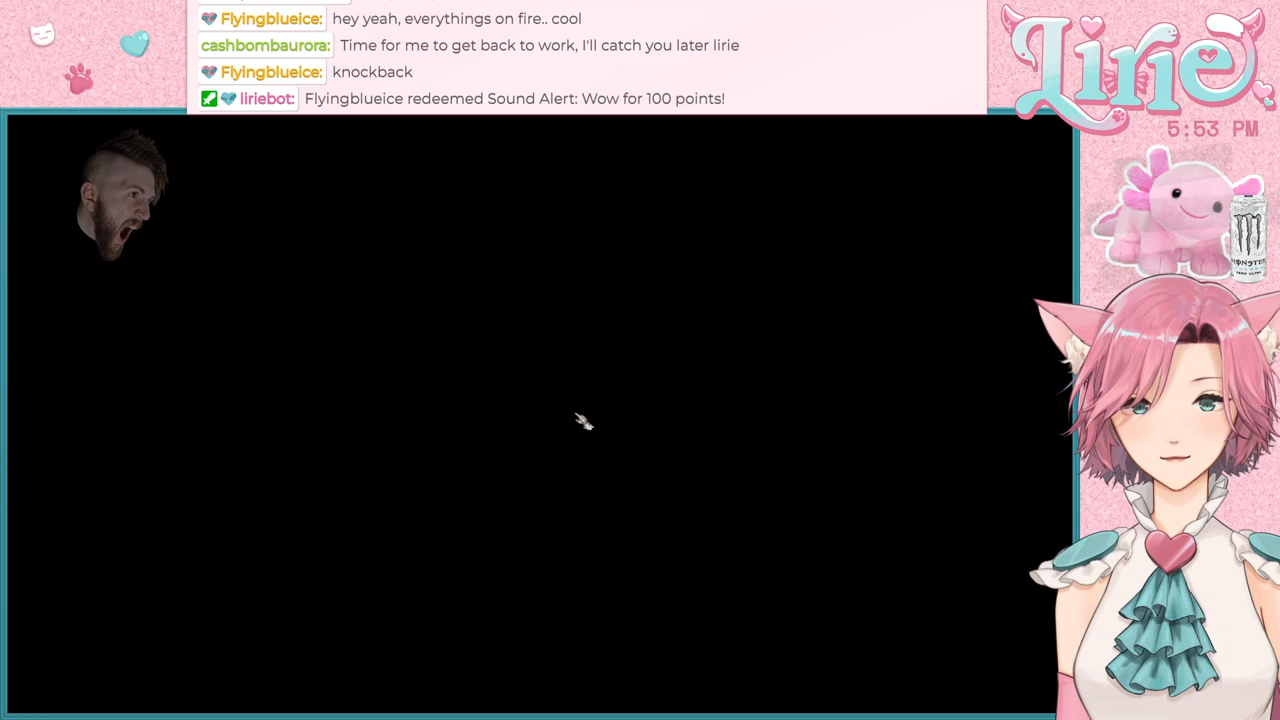 Flyingblueice: hey yeah, everythings on fire.. cool
cashbombaurora: Time for me to get back to work, I'll catch you later lirie
Flyingblueice: knockback
liriebot: Flyingblueice redeemed Sound Alert: Wow for 100 points!
Lirie
5:53 PM
MONSTER